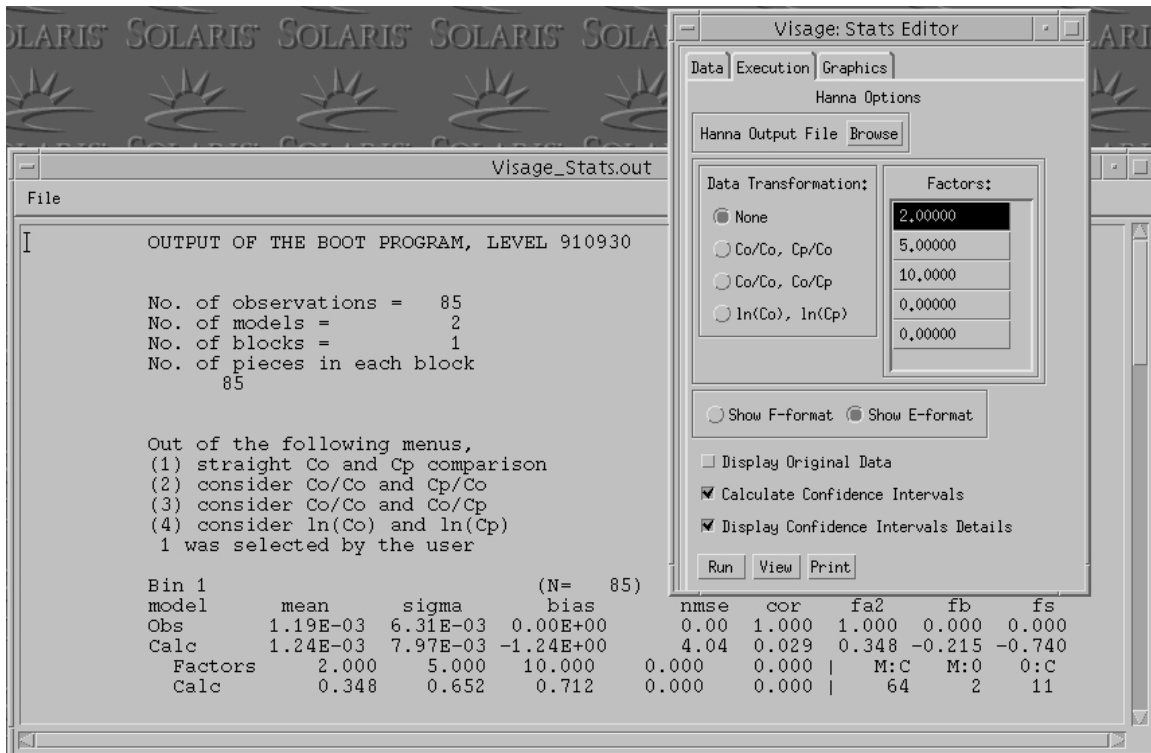 OLARIS SOLARIS SOLARIS SOLARIS SOLA
ARI
Visage: Stats Editor
Data Execution Graphics
Hanna Options
Hanna Output File Browse
Data Transformation:
None
Co/Co, Cp/Co
Co/Co, Co/Cp
ln(Co), ln(Cp)
Factors:
2.00000
5.00000
10.0000
0.00000
0.00000
Show F-format Show E-format
Display Original Data
Calculate Confidence Intervals
Display Confidence Intervals Details
Run View Print
Visage_Stats.out
File
OUTPUT OF THE BOOT PROGRAM, LEVEL 910930
No. of observations = 85
No. of models = 2
No. of blocks = 1
No. of pieces in each block
85
Out of the following menus,
(1) straight Co and Cp comparison
(2) consider Co/Co and Cp/Co
(3) consider Co/Co and Co/Cp
(4) consider ln(Co) and ln(Cp)
1 was selected by the user
Bin 1 (N= 85)
model mean sigma bias nmse cor fa2 fb fs
Obs 1.19E-03 6.31E-03 0.00E+00 0.00 1.000 1.000 0.000 0.000
Calc 1.24E-03 7.97E-03 -1.24E+00 4.04 0.029 0.348 -0.215 -0.740
Factors 2.000 5.000 10.000 0.000 0.000 | M:C M:0 0:C
Calc 0.348 0.652 0.712 0.000 0.000 | 64 2 11